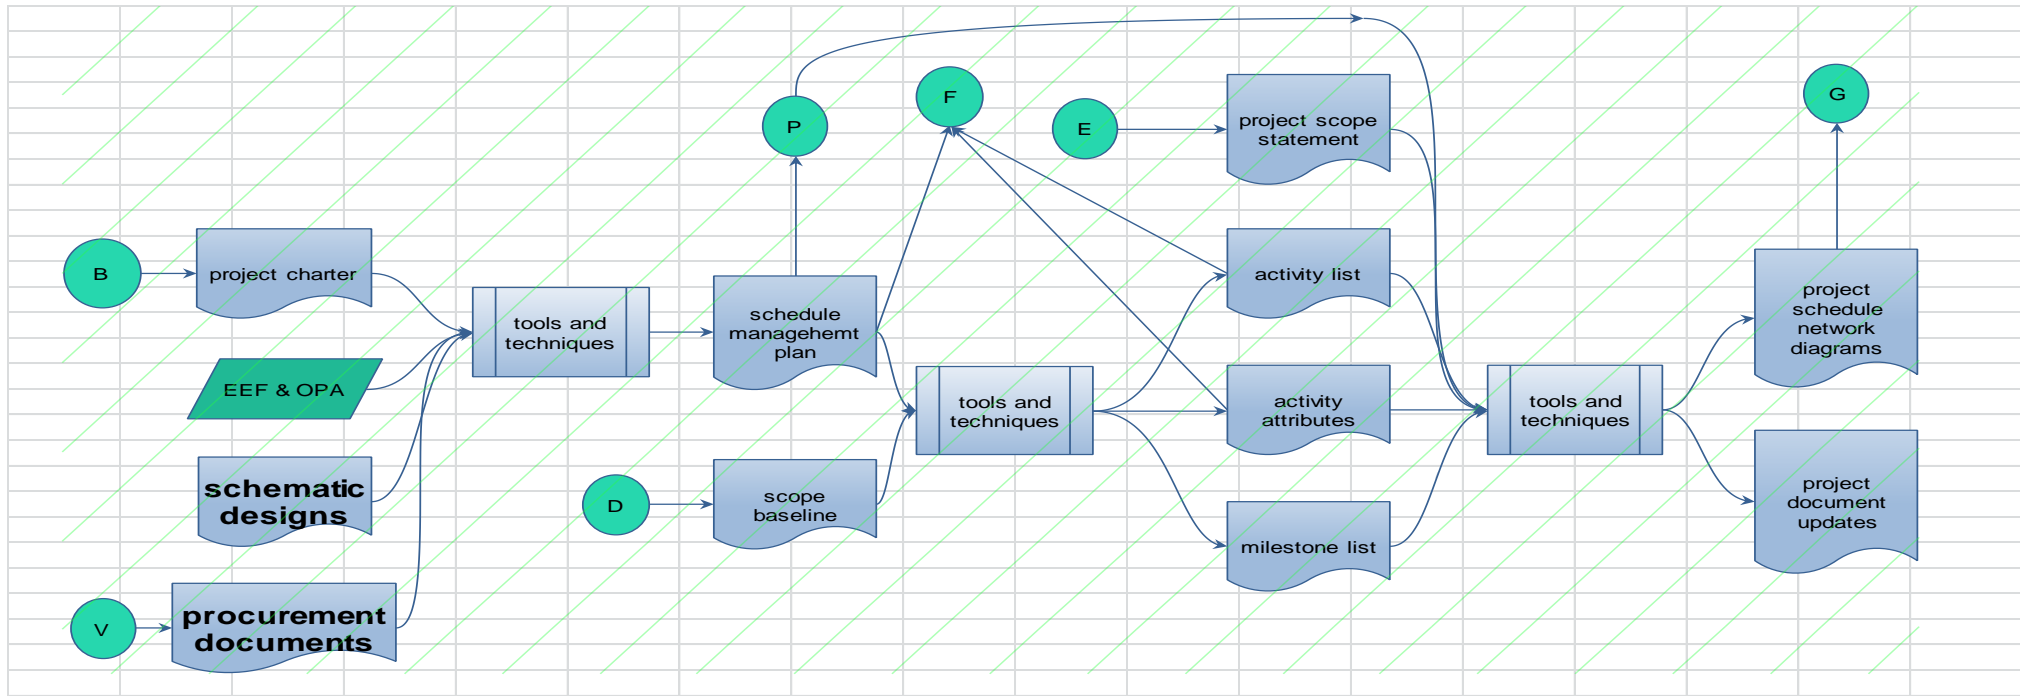 B
project charter
EEF & OPA
schematic
designs
V
procurement
documents
tools and
techniques
P
schedule
managehemt
plan
D
scope
baseline
F
tools and
techniques
E
project scope
statement
activity list
activity
attributes
milestone list
tools and
techniques
G
project
schedule
network
diagrams
project
document
updates